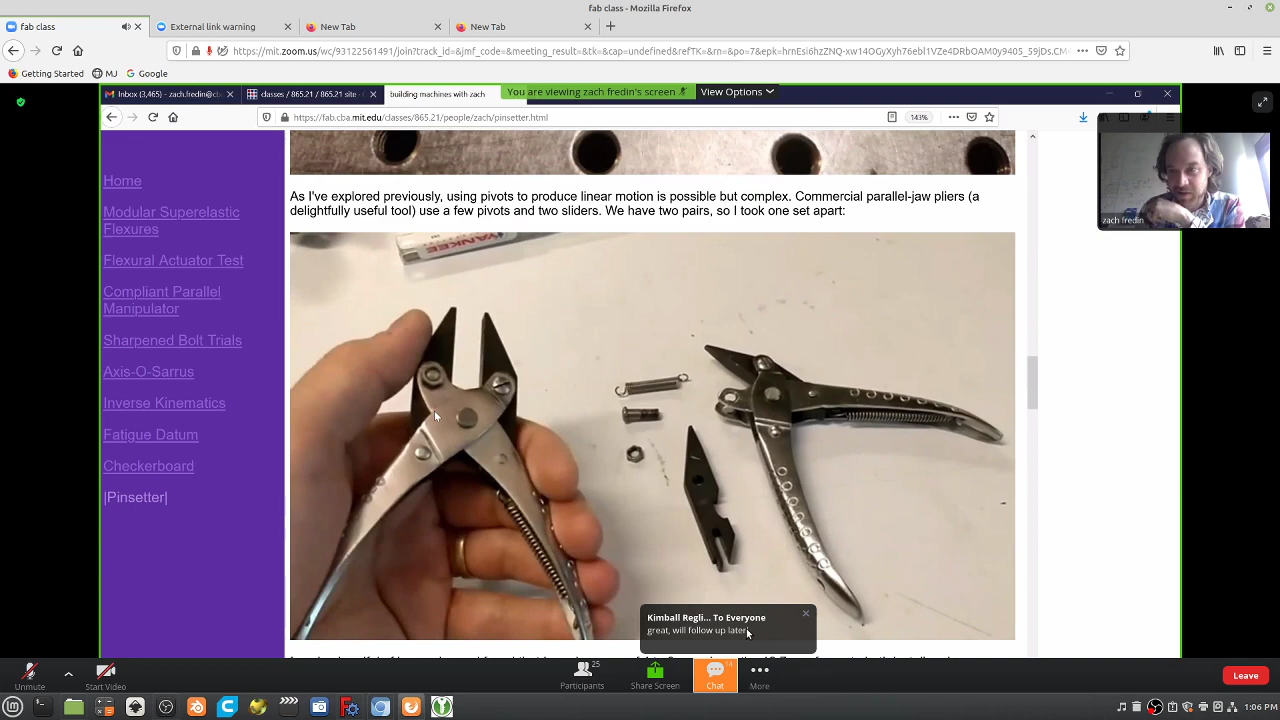 fab class - Mozilla Firefox
fab class
External link warning
New Tab
New Tab
Getting Started
MJ
Google
Inbox (3,465) - zach.fredin@cb
classes / 865.21 / 865.21 site -
building machines with zach
You are viewing zach fredin's screen
View Options
https://fab.cba.mit.edu/classes/865.21/people/zach/pinsetter.html
143%
zach fredin
Home
Modular Superelastic
Flexures
Flexural Actuator Test
Compliant Parallel
Manipulator
Sharpened Bolt Trials
Axis-O-Sarrus
Inverse Kinematics
Fatigue Datum
Checkerboard
|Pinsetter|
As I've explored previously, using pivots to produce linear motion is possible but complex. Commercial parallel-jaw pliers (a
delightfully useful tool) use a few pivots and two sliders. We have two pairs, so I took one set apart:
Kimball Regli... To Everyone
great, will follow up later
Unmute
Start Video
Participants
25
Share Screen
Chat
More
Leave
1:06 PM